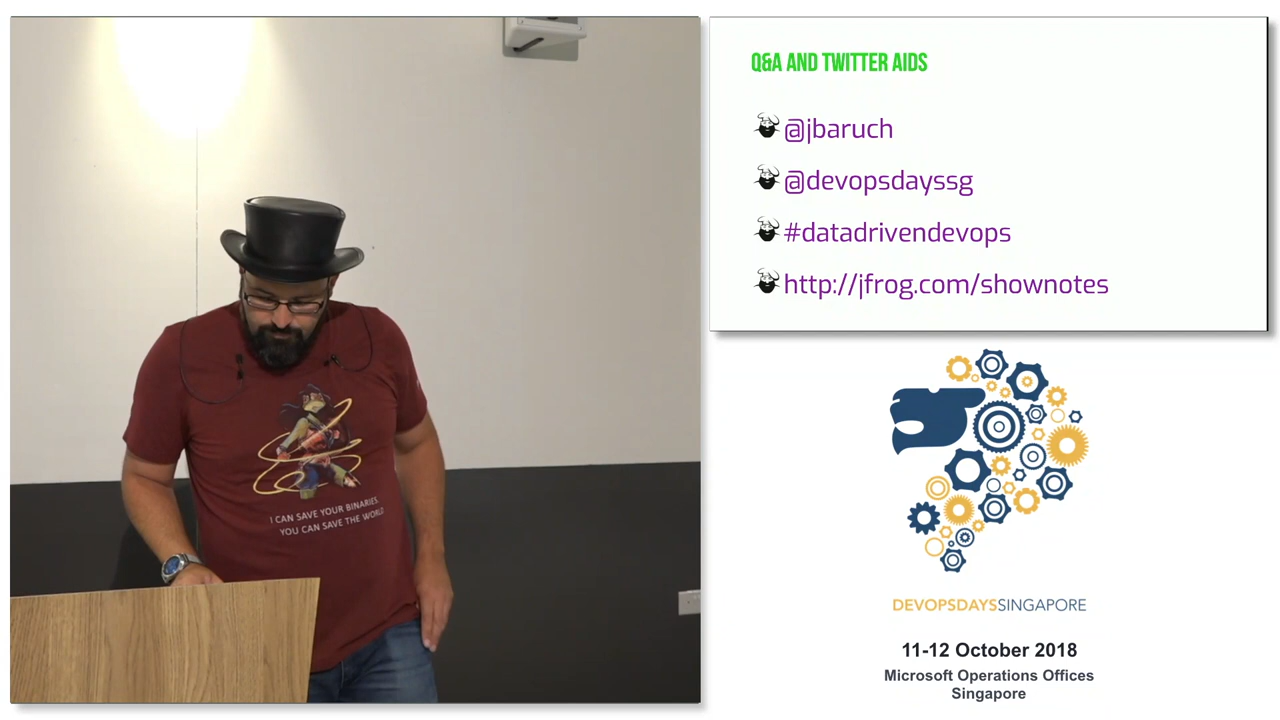 Q&A AND TWITTER AIDS
@jbaruch
@devopsdayssg
#datadrivendevops
http://jfrog.com/shownotes
I CAN SAVE YOUR BINARIES
YOU CAN SAVE THE WORLD
DEVOPSDAYSSINGAPORE
11-12 October 2018
Microsoft Operations Offices
Singapore